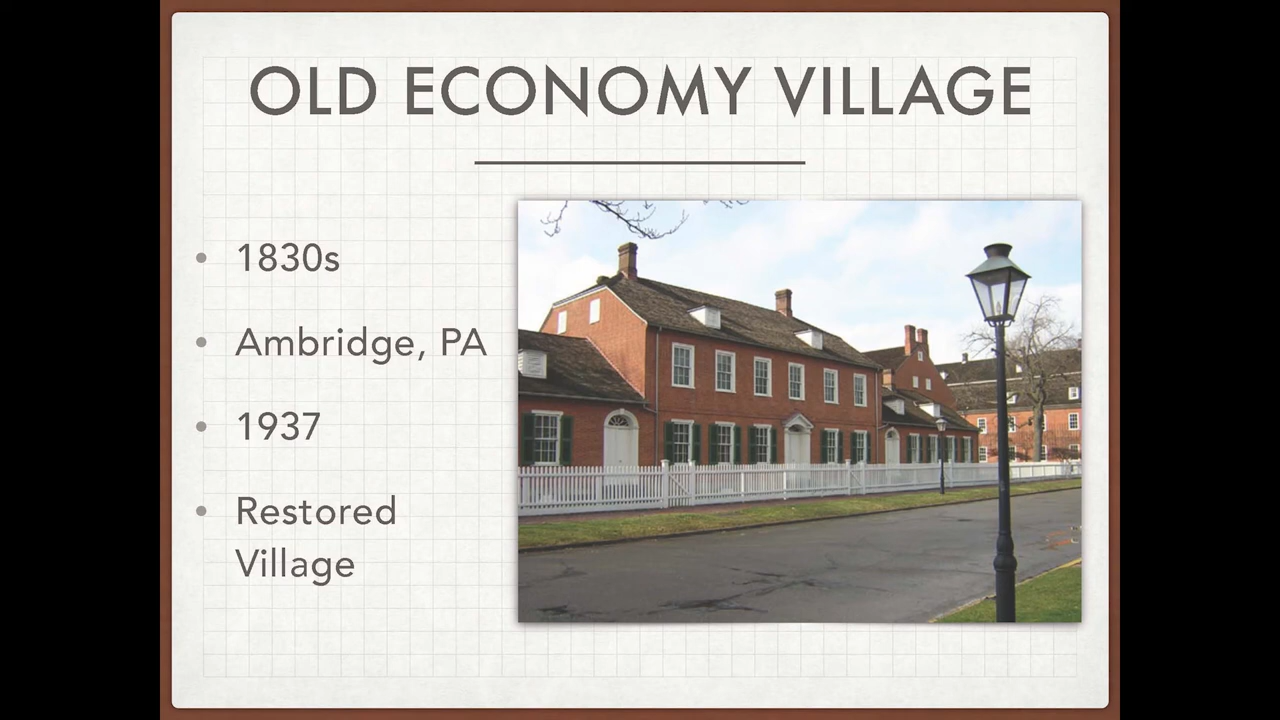 OLD ECONOMY VILLAGE
• 1830s
• Ambridge, PA
• 1937
• Restored
Village